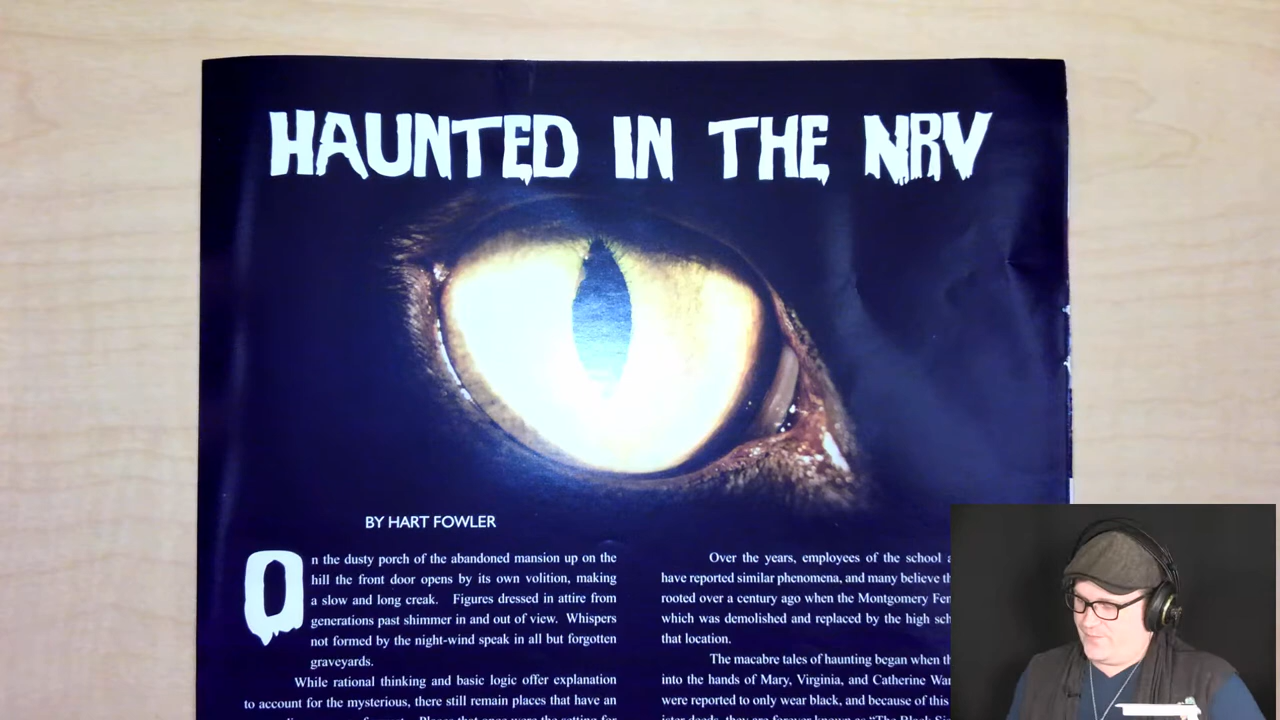 HAUNTED IN THE NRV
BY HART FOWLER
On the dusty porch of the abandoned mansion up on the
hill the front door opens by its own volition, making
a slow and long creak. Figures dressed in attire from
generations past shimmer in and out of view. Whispers
not formed by the night-wind speak in all but forgotten
graveyards.
While rational thinking and basic logic offer explanation
to account for the mysterious, there still remain places that have an
Over the years, employees of the school
have reported similar phenomena, and many believe
rooted over a century ago when the Montgomery
which was demolished and replaced by the high
that location.
The macabre tales of haunting began when
into the hands of Mary, Virginia, and Catherine
were reported to only wear black, and because of this